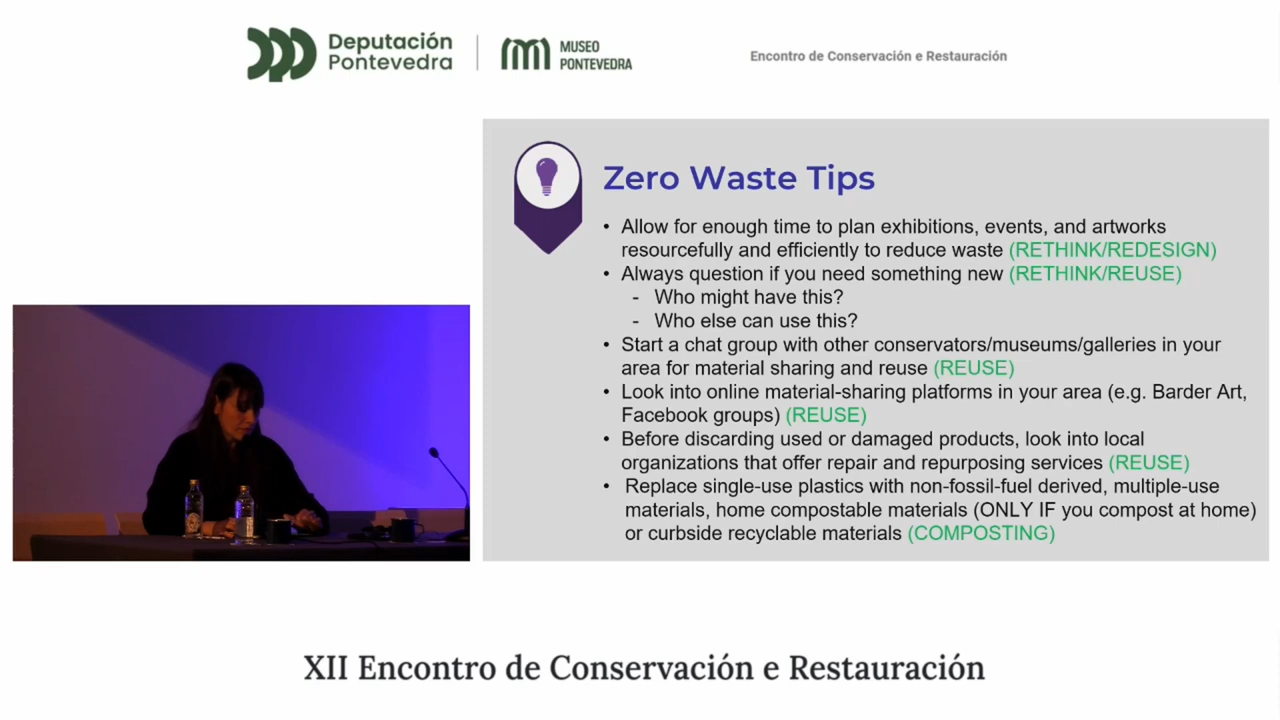 Deputación
Pontevedra
MUSEO
PONTEVEDRA
Encontro de Conservación e Restauración
Zero Waste Tips
• Allow for enough time to plan exhibitions, events, and artworks
resourcefully and efficiently to reduce waste (RETHINK/REDESIGN)
• Always question if you need something new (RETHINK/REUSE)
- Who might have this?
- Who else can use this?
• Start a chat group with other conservators/museums/galleries in your
area for material sharing and reuse (REUSE)
• Look into online material-sharing platforms in your area (e.g. Barder Art,
Facebook groups) (REUSE)
• Before discarding used or damaged products, look into local
organizations that offer repair and repurposing services (REUSE)
• Replace single-use plastics with non-fossil-fuel derived, multiple-use
materials, home compostable materials (ONLY IF you compost at home)
or curbside recyclable materials (COMPOSTING)
XII Encontro de Conservación e Restauración